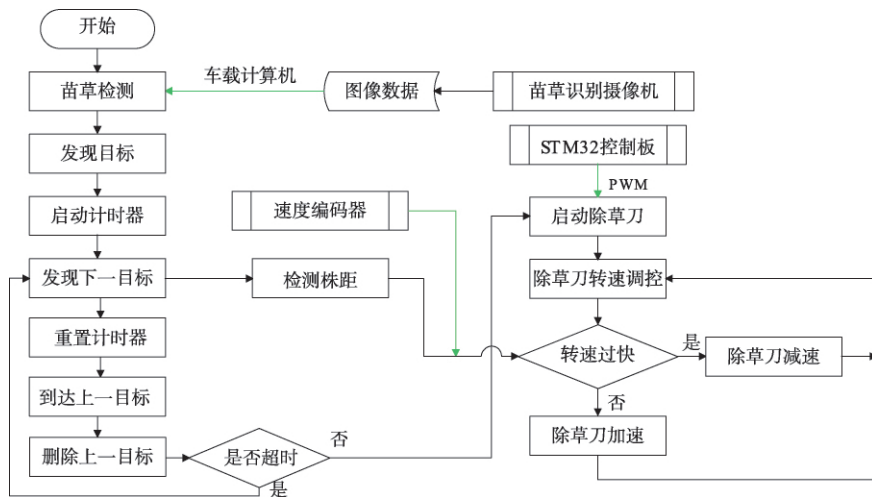 开始
苗草检测
车载计算机
图像数据
苗草识别摄像机
发现目标
STM32控制板
PWM
启动计时器
速度编码器
启动除草刀
发现下一目标
检测株距
除草刀转速调控
重置计时器
转速过快
是
除草刀减速
到达上一目标
否
删除上一目标
是否超时
否
除草刀加速
是